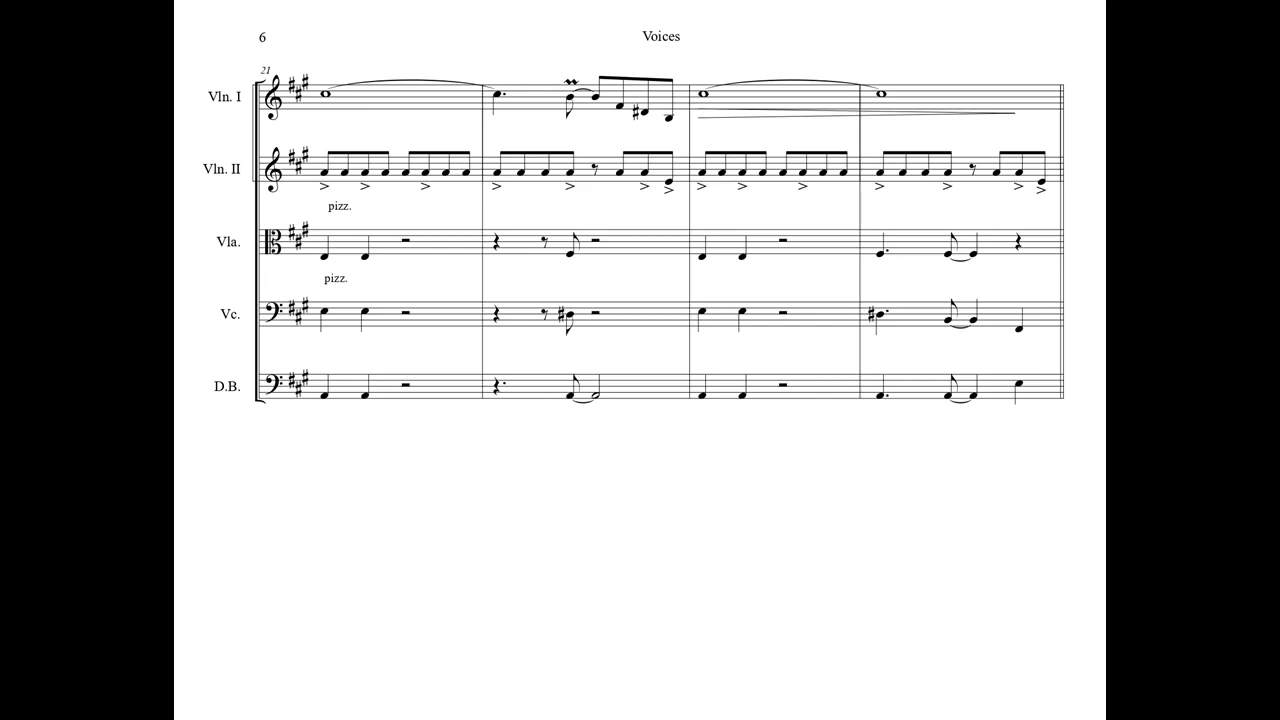 6
Voices
21
Vln. I
Vln. II
pizz.
Vla.
pizz.
Vc.
D.B.